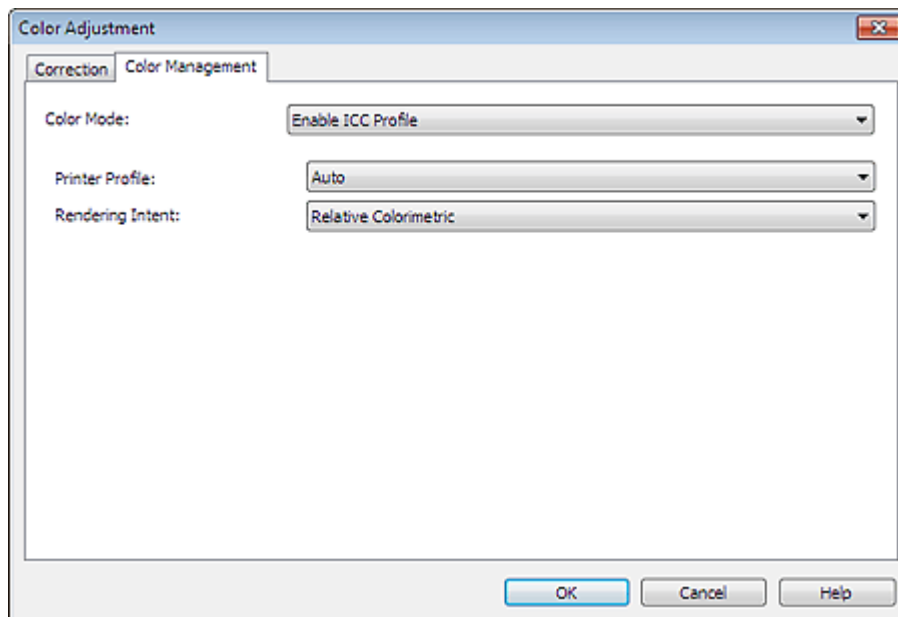 Color Adjustment
Correction Color Management
Color Mode: Enable ICC Profile
Printer Profile: Auto
Rendering Intent: Relative Colorimetric
OK Cancel Help